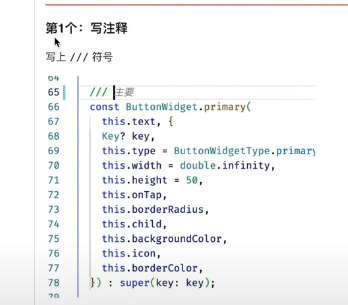 第1个：写注释
写上 /// 符号
64
65 /// 主要
66 const ButtonWidget.primary(
67 this.text, {
68 Key? key,
69 this.type = ButtonWidgetType.primary
70 this.width = double.infinity,
71 this.height = 50,
72 this.onTap,
73 this.borderRadius,
74 this.child,
75 this.backgroundColor,
76 this.icon,
77 this.borderColor,
78 }) : super(key: key);
79